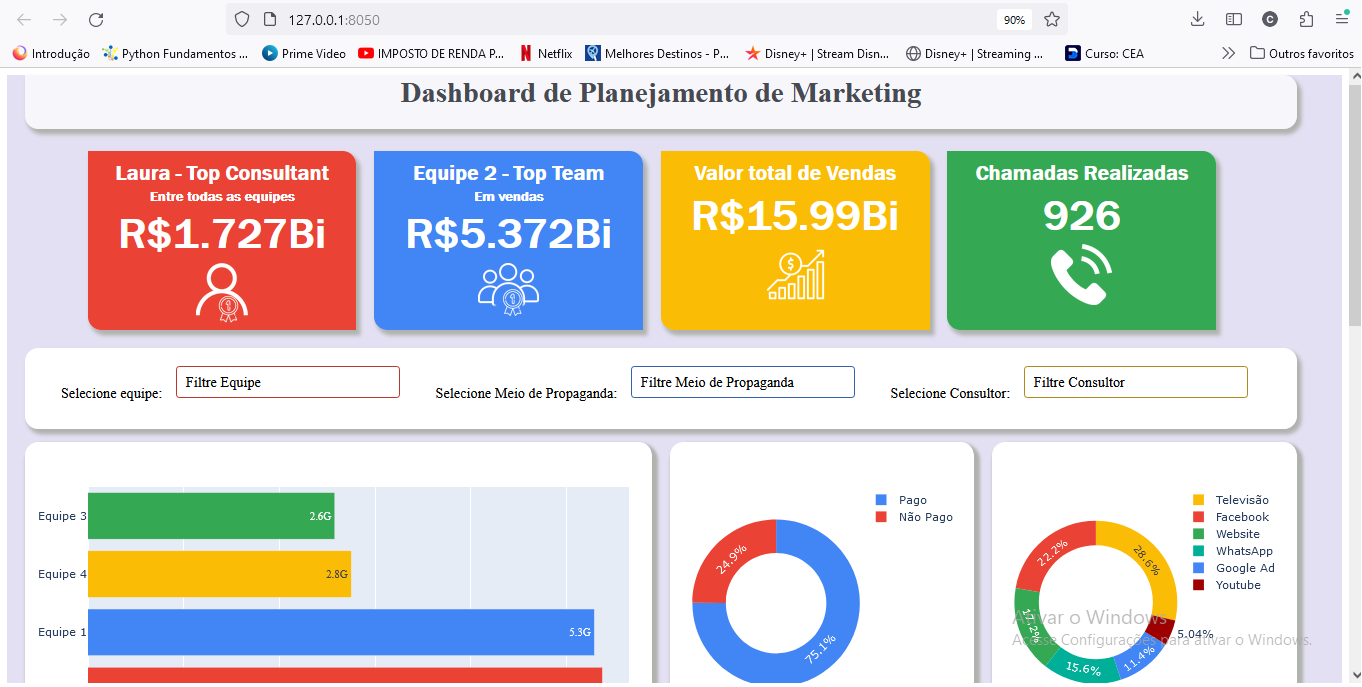 127.0.0.1:8050
90%
C
Introdução
Python Fundamentos ...
Prime Video
IMPOSTO DE RENDA P...
Netflix
Melhores Destinos - P...
Disney+ | Stream Disn...
Disney+ | Streaming ...
Curso: CEA
Outros favoritos
Dashboard de Planejamento de Marketing
Laura - Top Consultant
Entre todas as equipes
R$1.727Bi
1
Equipe 2 - Top Team
Em vendas
R$5.372Bi
1
Valor total de Vendas
R$15.99Bi
$
Chamadas Realizadas
926
Selecione equipe:
Filtre Equipe
Selecione Meio de Propaganda:
Filtre Meio de Propaganda
Selecione Consultor:
Filtre Consultor
Equipe 3
2.6G
Equipe 4
2.8G
Equipe 1
5.3G
Pago
Não Pago
24.9%
75.1%
Televisão
Facebook
Website
WhatsApp
Google Ad
Youtube
22.2%
28.6%
17.2%
5.04%
15.6%
11.4%
Ativar o Windows
Acesse Configurações para ativar o Windows.